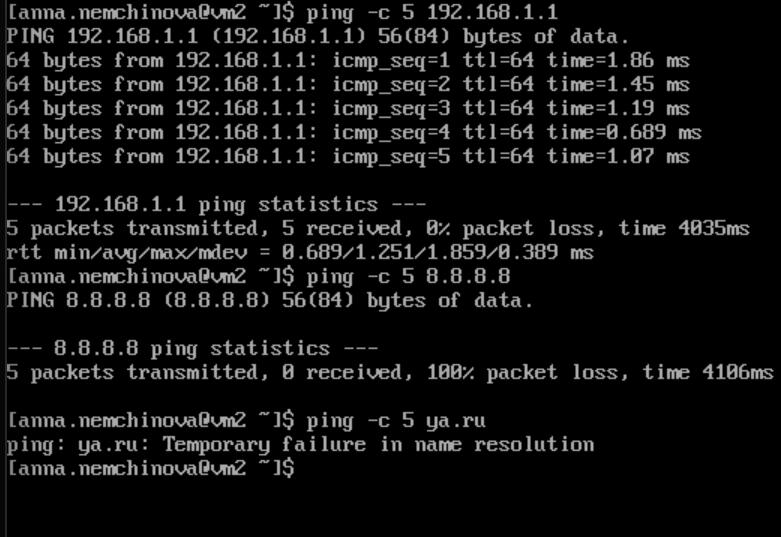 [anna.nemchinova@vm2 ~]$ ping -c 5 192.168.1.1
PING 192.168.1.1 (192.168.1.1) 56(84) bytes of data.
64 bytes from 192.168.1.1: icmp_seq=1 ttl=64 time=1.86 ms
64 bytes from 192.168.1.1: icmp_seq=2 ttl=64 time=1.45 ms
64 bytes from 192.168.1.1: icmp_seq=3 ttl=64 time=1.19 ms
64 bytes from 192.168.1.1: icmp_seq=4 ttl=64 time=0.689 ms
64 bytes from 192.168.1.1: icmp_seq=5 ttl=64 time=1.07 ms
--- 192.168.1.1 ping statistics ---
5 packets transmitted, 5 received, 0% packet loss, time 4035ms
rtt min/avg/max/mdev = 0.689/1.251/1.859/0.389 ms
[anna.nemchinova@vm2 ~]$ ping -c 5 8.8.8.8
PING 8.8.8.8 (8.8.8.8) 56(84) bytes of data.
--- 8.8.8.8 ping statistics ---
5 packets transmitted, 0 received, 100% packet loss, time 4106ms
[anna.nemchinova@vm2 ~]$ ping -c 5 ya.ru
ping: ya.ru: Temporary failure in name resolution
[anna.nemchinova@vm2 ~]$